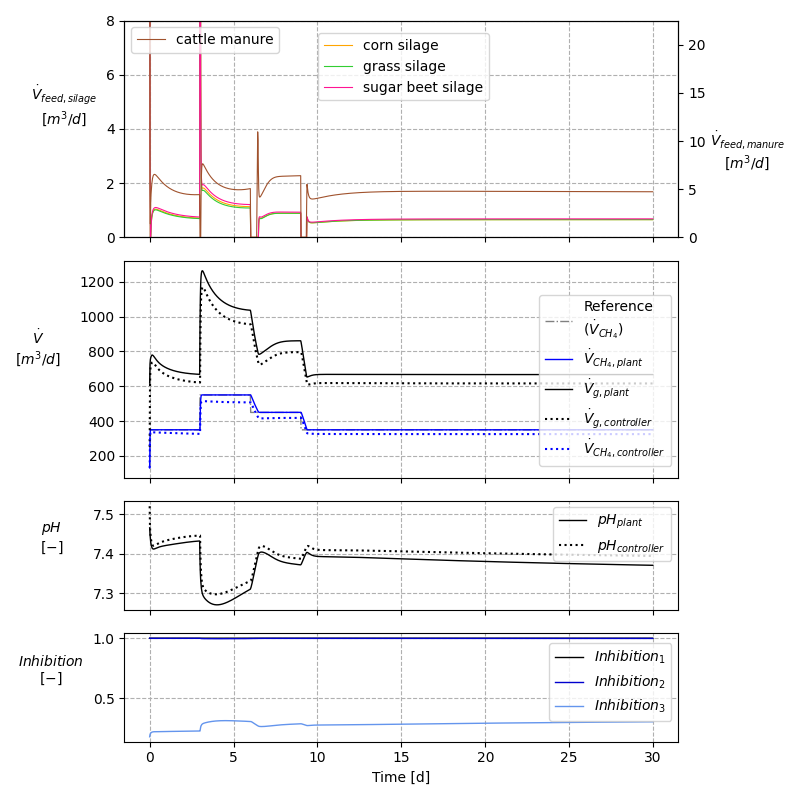 cattle manure
corn silage
grass silage
sugar beet silage
V̇feed,silage
[m³/d]
V̇feed,manure
[m³/d]
8
6
4
2
0
20
15
10
5
0
V̇
[m³/d]
1200
1000
800
600
400
200
Reference
(V̇CH₄)
V̇CH₄,plant
V̇g,plant
V̇g,controller
V̇CH₄,controller
pH
[−]
7.5
7.4
7.3
pHplant
pHcontroller
Inhibition
[−]
1.0
0.5
Inhibition₁
Inhibition₂
Inhibition₃
0 5 10 15 20 25 30
Time [d]